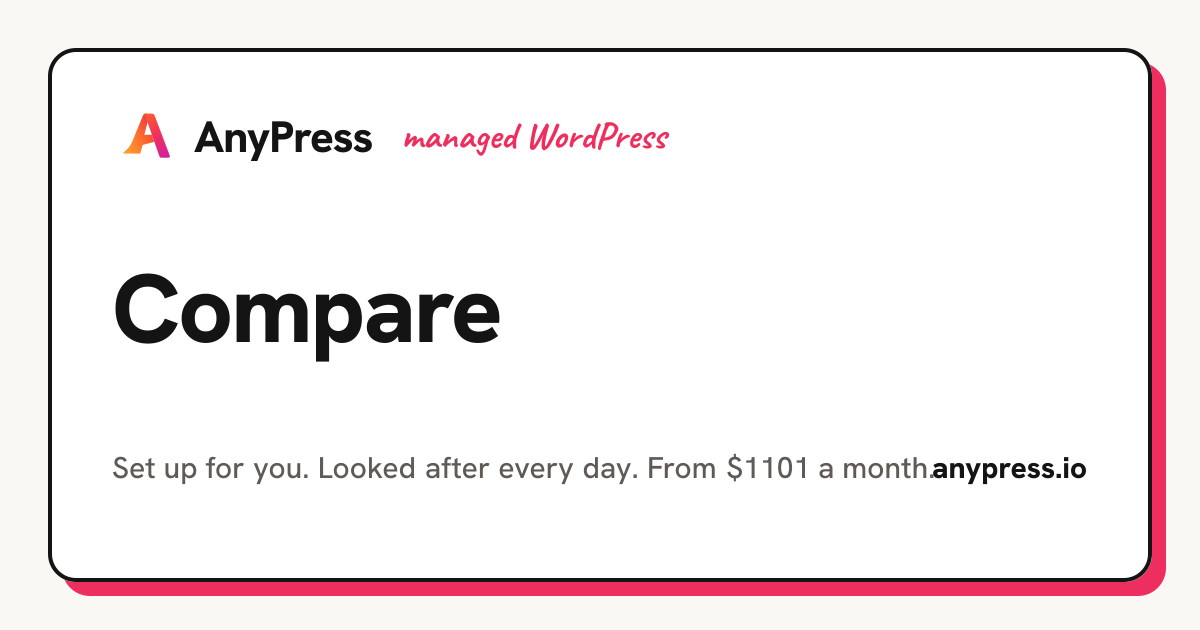 AnyPress managed WordPress
Compare
Set up for you. Looked after every day. From $1101 a month. anypress.io